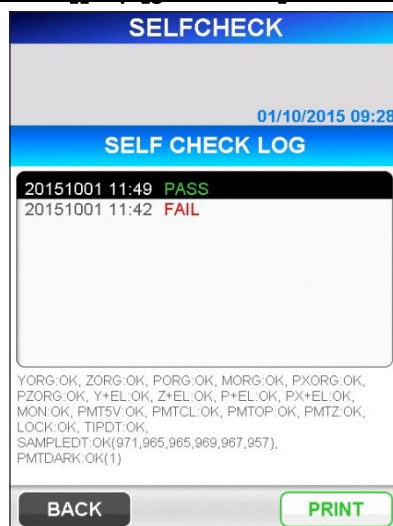 SELFCHECK
01/10/2015 09:28
SELF CHECK LOG
20151001 11:49 PASS
20151001 11:42 FAIL
YORG:OK, ZORG:OK, PORG:OK, MORG:OK, PXORG:OK,
PZORG:OK, Y+EL:OK, Z+EL:OK, P+EL:OK, PX+EL:OK,
MON:OK, PMT5V:OK, PMTCL:OK, PMTOP:OK, PMTZ:OK,
LOCK:OK, TIPDT:OK,
SAMPLEDT:OK(971,965,965,969,967,957),
PMTDARK:OK(1)
BACK
PRINT